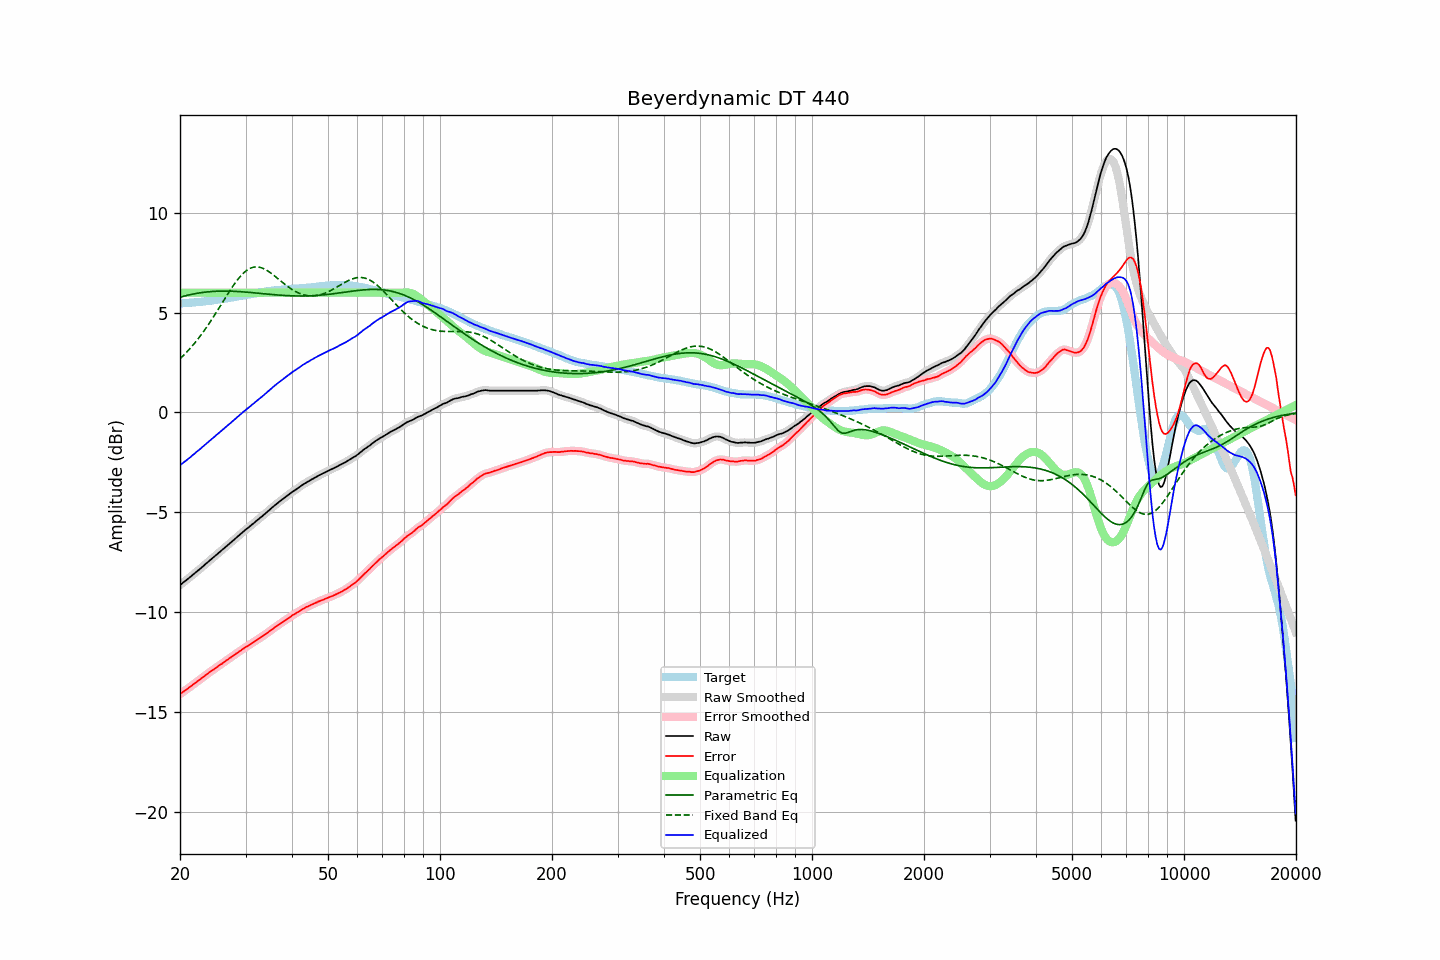 Beyerdynamic DT 440
Amplitude (dBr)
10
5
0
−5
−10
−15
−20
Target
Raw Smoothed
Error Smoothed
Raw
Error
Equalization
Parametric Eq
Fixed Band Eq
Equalized
20 50 100 200 500 1000 2000 5000 10000 20000
Frequency (Hz)